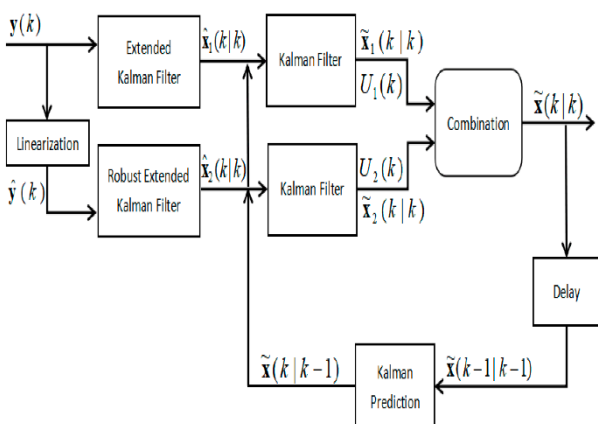 y(k)
Extended
Kalman Filter
x̂₁(k|k)
Kalman Filter
x̃₁(k|k)
U₁(k)
Combination
x̃(k|k)
Linearization
ŷ(k)
Robust Extended
Kalman Filter
x̂₂(k|k)
Kalman Filter
U₂(k)
x̃₂(k|k)
Delay
x̃(k|k−1)
Kalman
Prediction
x̃(k−1|k−1)